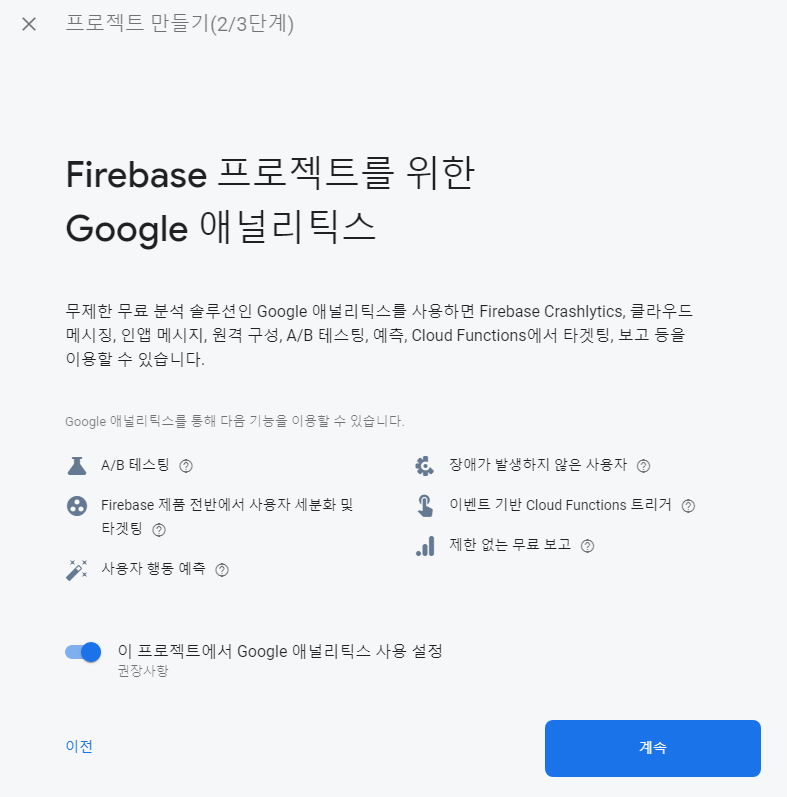 프로젝트 만들기(2/3단계)
Firebase 프로젝트를 위한
Google 애널리틱스
무제한 무료 분석 솔루션인 Google 애널리틱스를 사용하면 Firebase Crashlytics, 클라우드
메시징, 인앱 메시지, 원격 구성, A/B 테스팅, 예측, Cloud Functions에서 타겟팅, 보고 등을
이용할 수 있습니다.
Google 애널리틱스를 통해 다음 기능을 이용할 수 있습니다.
A/B 테스팅
Firebase 제품 전반에서 사용자 세분화 및
타겟팅
사용자 행동 예측
장애가 발생하지 않은 사용자
이벤트 기반 Cloud Functions 트리거
제한 없는 무료 보고
이 프로젝트에서 Google 애널리틱스 사용 설정
권장사항
이전
계속